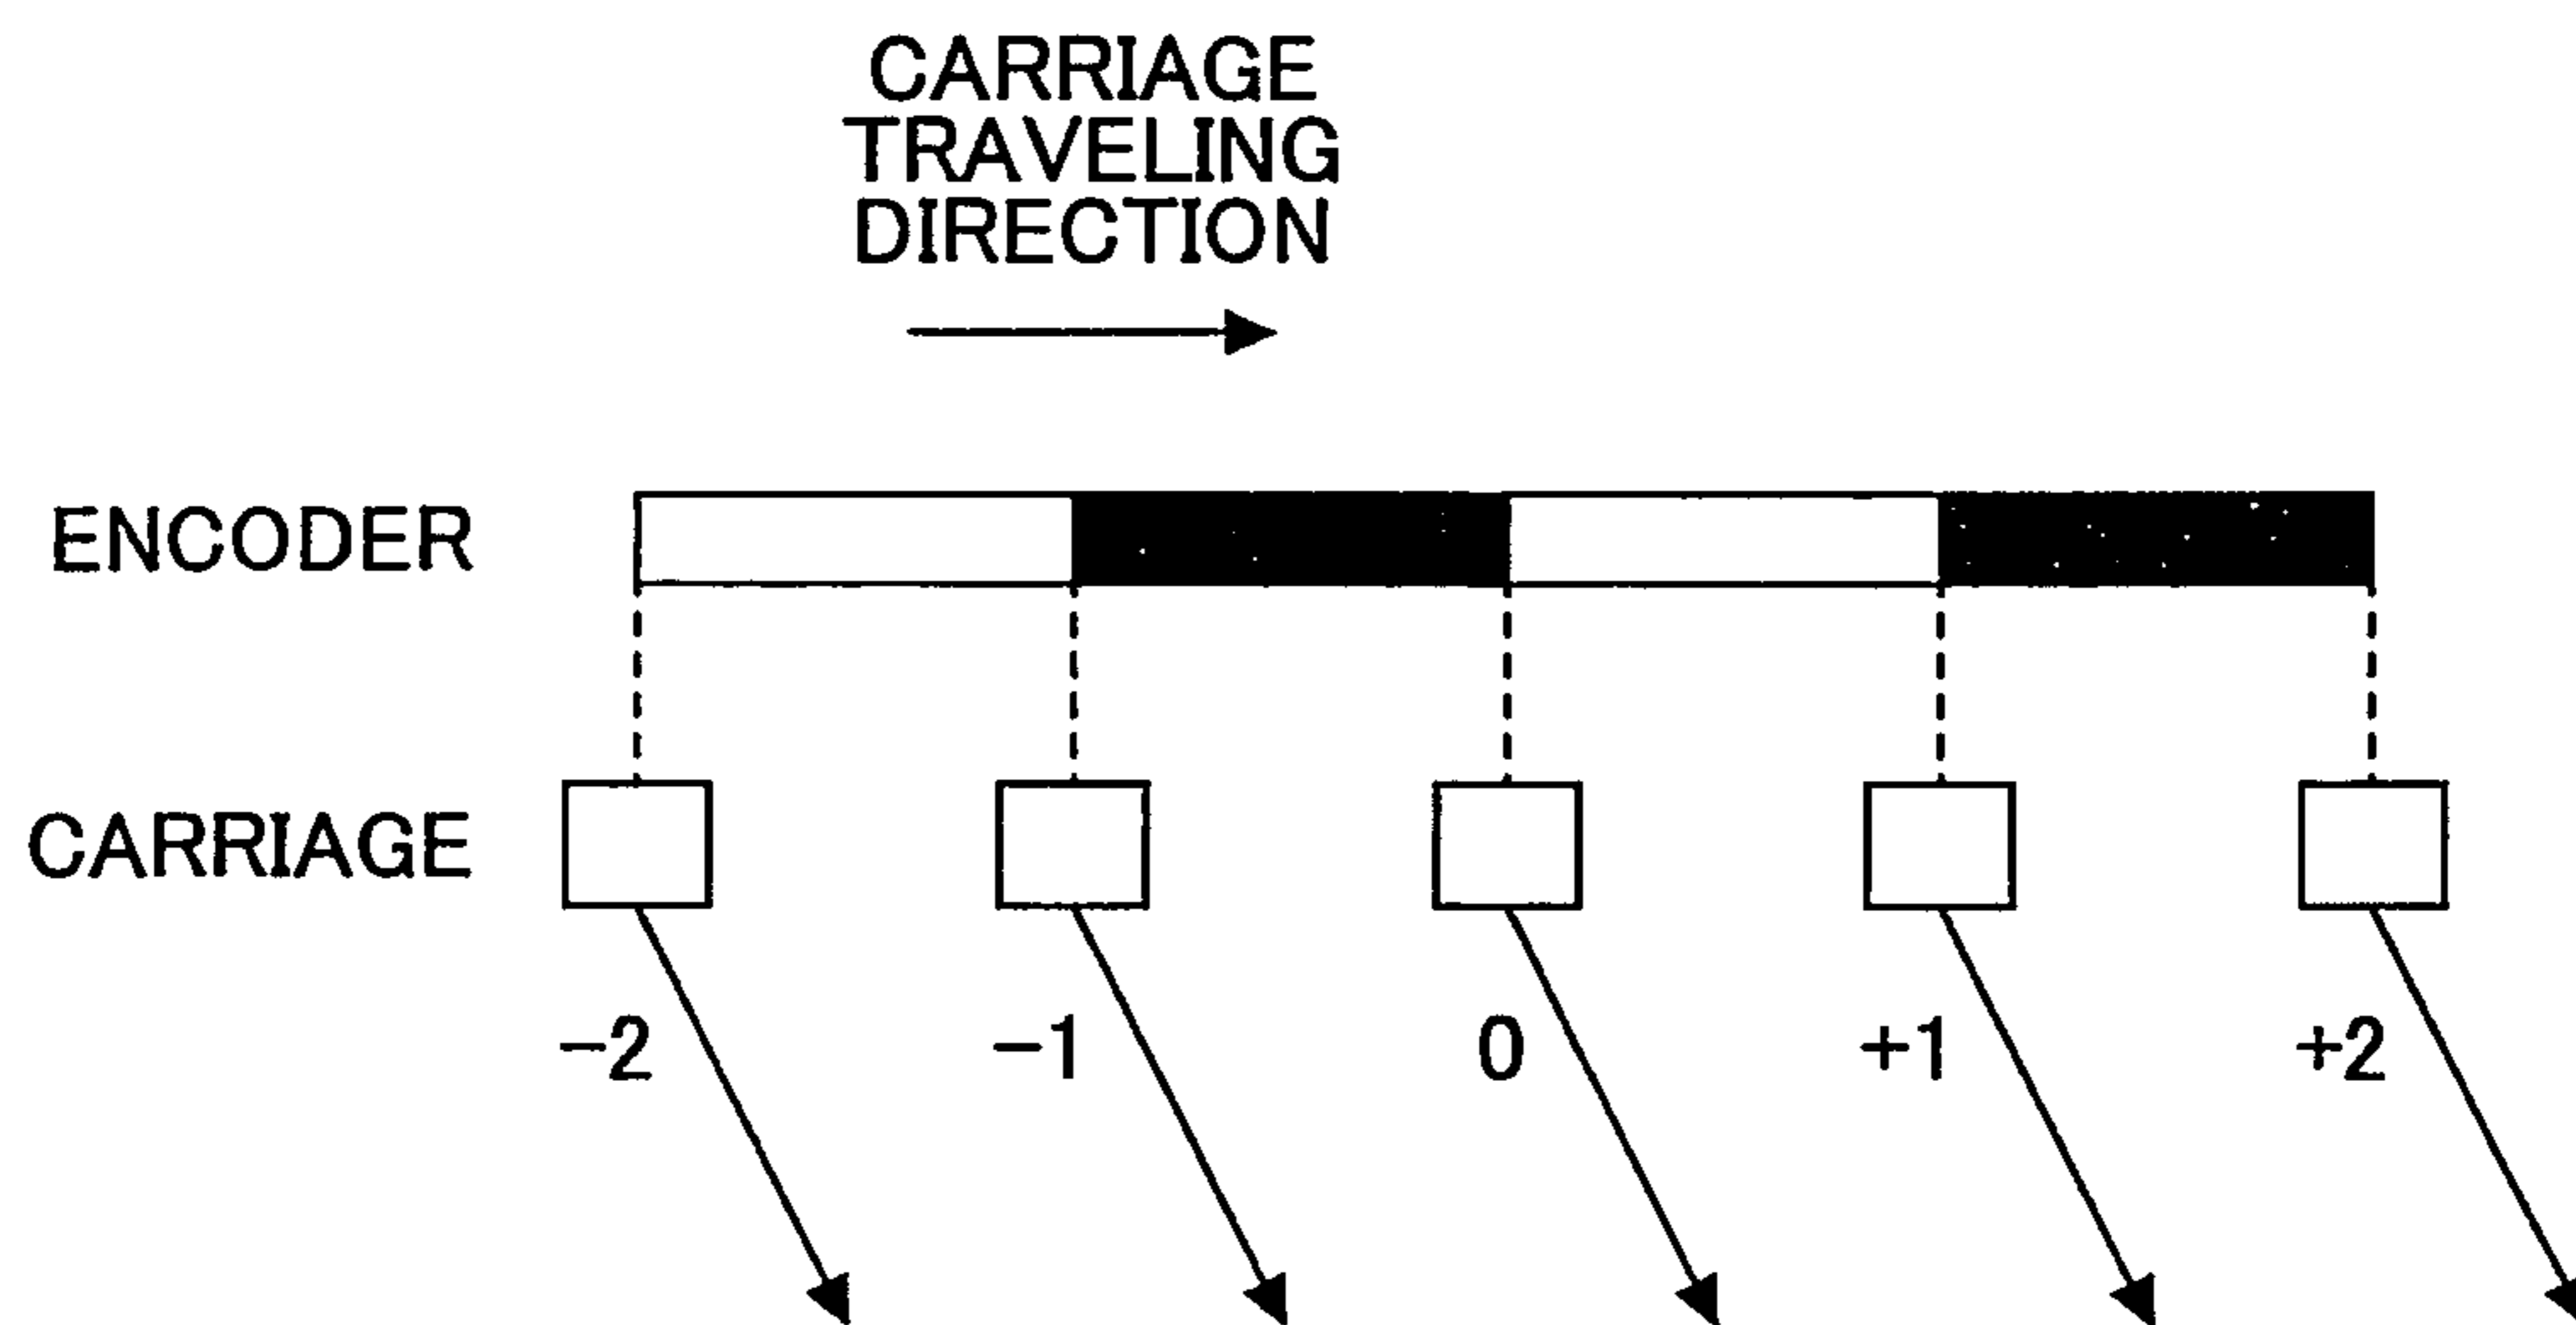 CARRIAGE
TRAVELING
DIRECTION
ENCODER
CARRIAGE
−2 −1 0 +1 +2